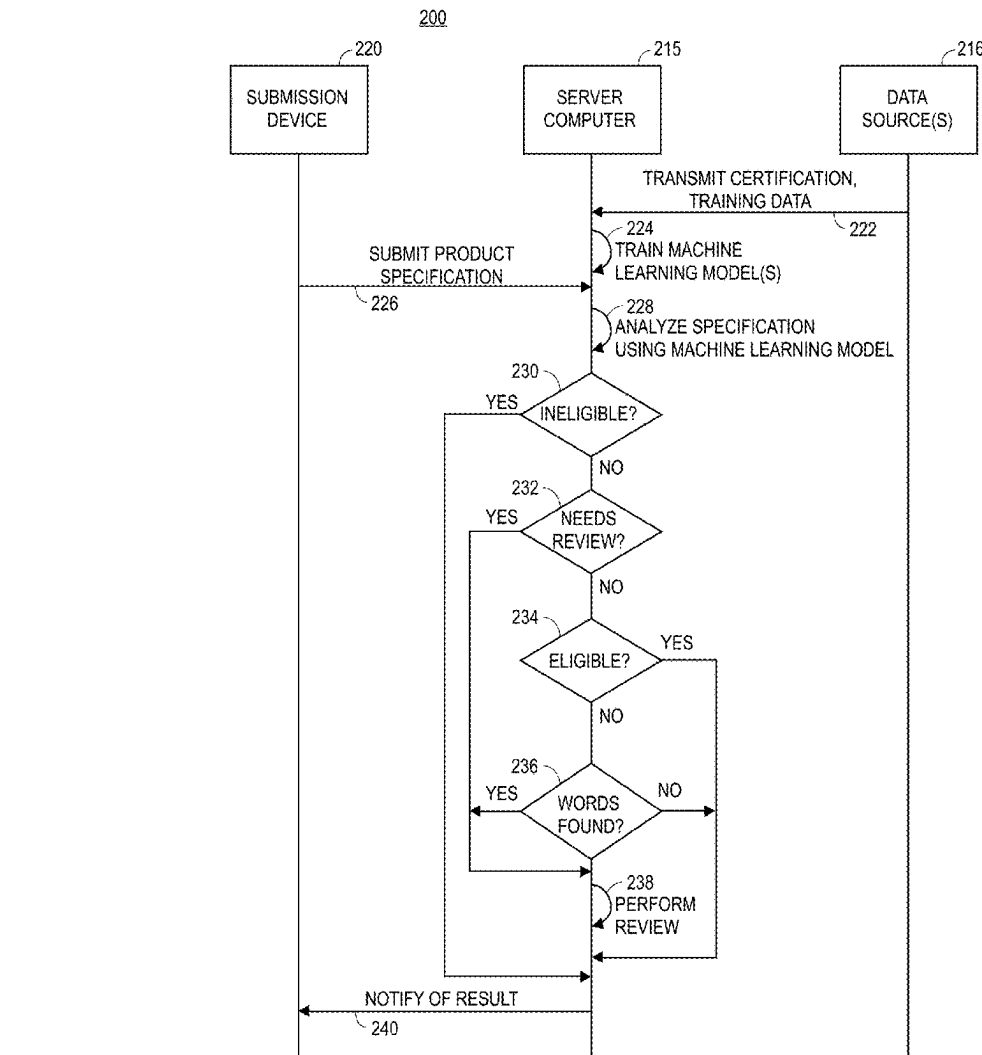 200
220
215
216
SUBMISSION
DEVICE
SERVER
COMPUTER
DATA
SOURCE(S)
TRANSMIT CERTIFICATION,
TRAINING DATA
222
224
TRAIN MACHINE
LEARNING MODEL(S)
SUBMIT PRODUCT
SPECIFICATION
226
228
ANALYZE SPECIFICATION
USING MACHINE LEARNING MODEL
230
YES
INELIGIBLE?
NO
232
YES
NEEDS
REVIEW?
NO
234
YES
ELIGIBLE?
NO
236
YES
NO
WORDS
FOUND?
238
PERFORM
REVIEW
NOTIFY OF RESULT
240